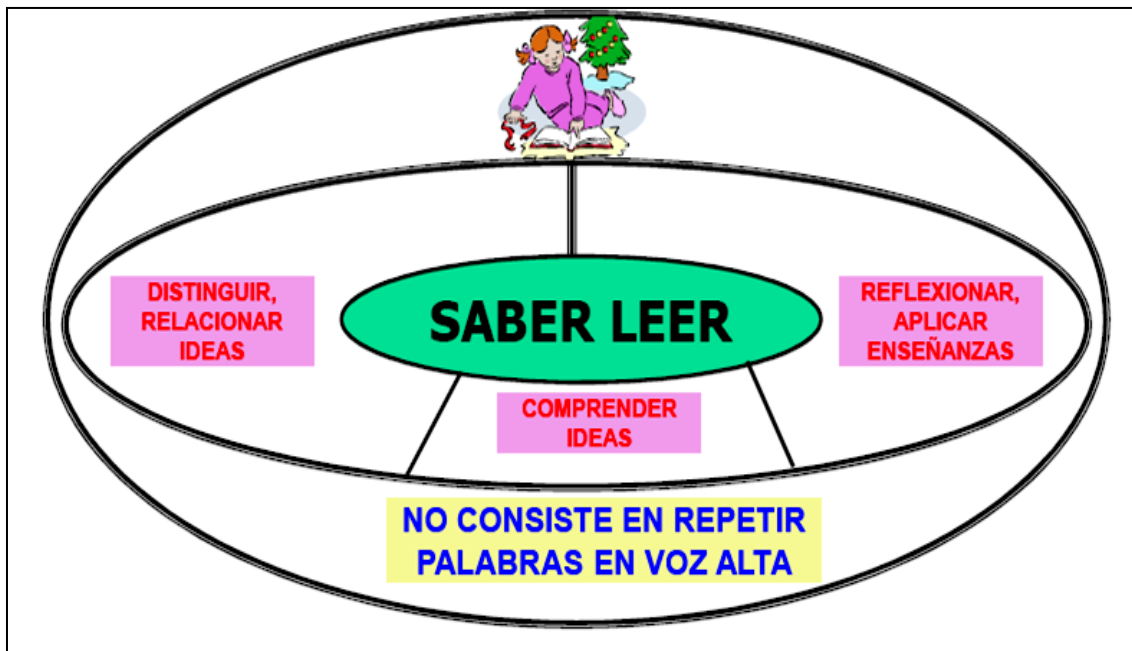 DISTINGUIR,
RELACIONAR
IDEAS
SABER LEER
REFLEXIONAR,
APLICAR
ENSEÑANZAS
COMPRENDER
IDEAS
NO CONSISTE EN REPETIR
PALABRAS EN VOZ ALTA